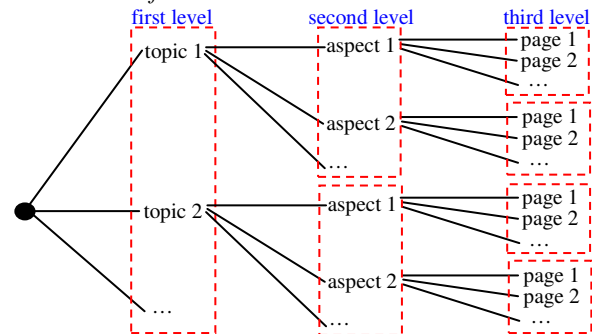 first level
second level
third level
topic 1
aspect 1
page 1
page 2
...
aspect 2
page 1
page 2
...
...
topic 2
aspect 1
page 1
page 2
...
aspect 2
page 1
page 2
...
...
...